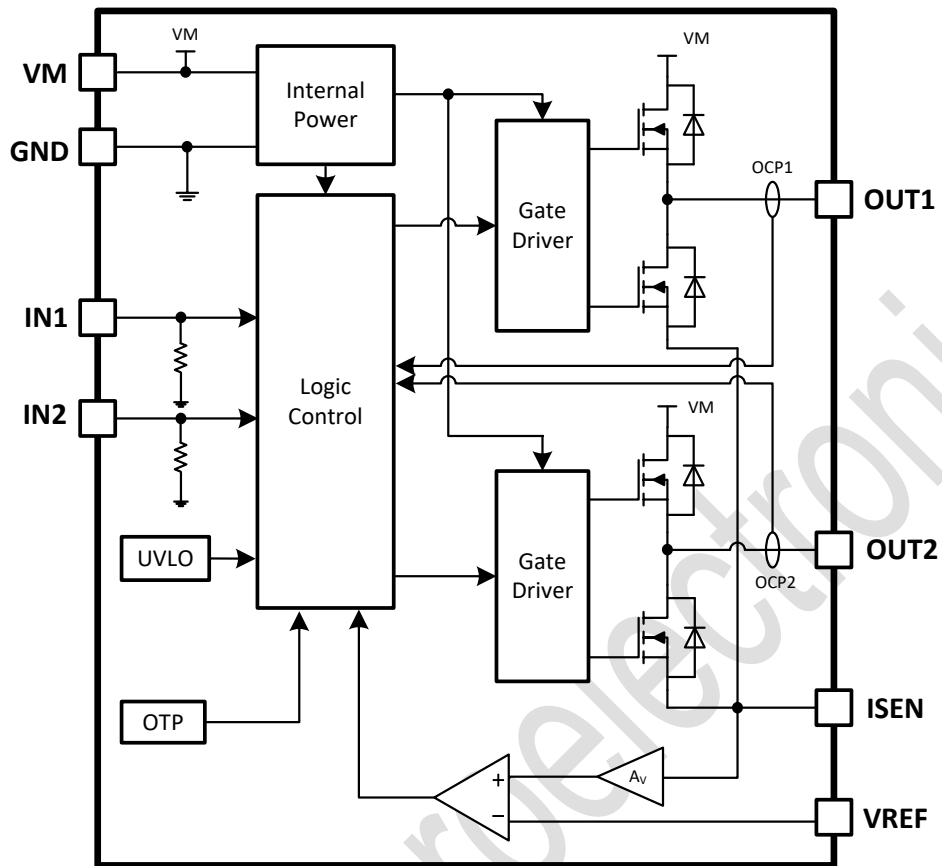 VM
VM
Internal
Power
VM
GND
Gate
Driver
OCP1
OUT1
IN1
Logic
Control
IN2
VM
UVLO
Gate
Driver
OCP2
OUT2
OTP
ISEN
AV
+
−
VREF
roelectroni